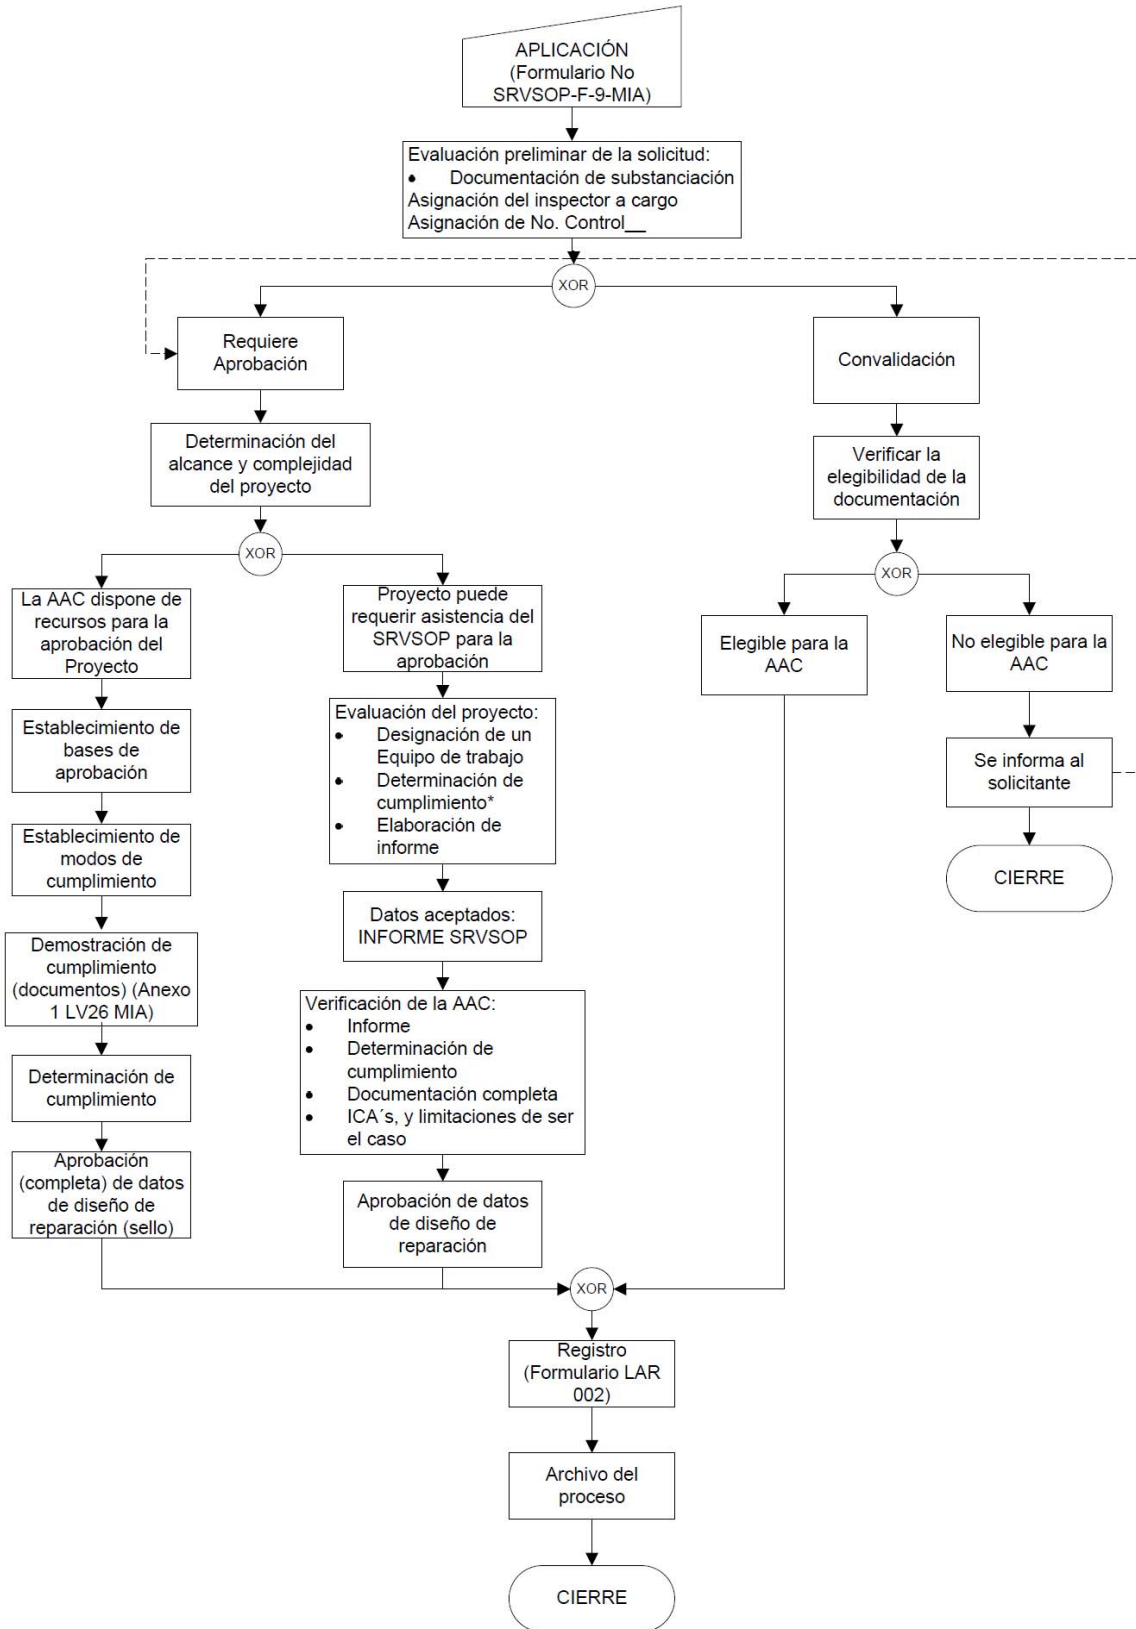 APLICACIÓN
(Formulario No
SRVSOP-F-9-MIA)
Evaluación preliminar de la solicitud:
• Documentación de substanciación
Asignación del inspector a cargo
Asignación de No. Control__
XOR
Requiere
Aprobación
Convalidación
Determinación del
alcance y complejidad
del proyecto
Verificar la
elegibilidad de la
documentación
XOR
XOR
La AAC dispone de
recursos para la
aprobación del
Proyecto
Proyecto puede
requerir asistencia del
SRVSOP para la
aprobación
Elegible para la
AAC
No elegible para la
AAC
Establecimiento de
bases de
aprobación
Evaluación del proyecto:
• Designación de un
Equipo de trabajo
• Determinación de
cumplimiento*
• Elaboración de
informe
Se informa al
solicitante
Establecimiento de
modos de
cumplimiento
CIERRE
Demostración de
cumplimiento
(documentos) (Anexo
1 LV26 MIA)
Datos aceptados:
INFORME SRVSOP
Verificación de la AAC:
• Informe
• Determinación de
cumplimiento
• Documentación completa
• ICA´s, y limitaciones de ser
el caso
Determinación de
cumplimiento
Aprobación
(completa) de datos
de diseño de
reparación (sello)
Aprobación de datos
de diseño de
reparación
XOR
Registro
(Formulario LAR
002)
Archivo del
proceso
CIERRE